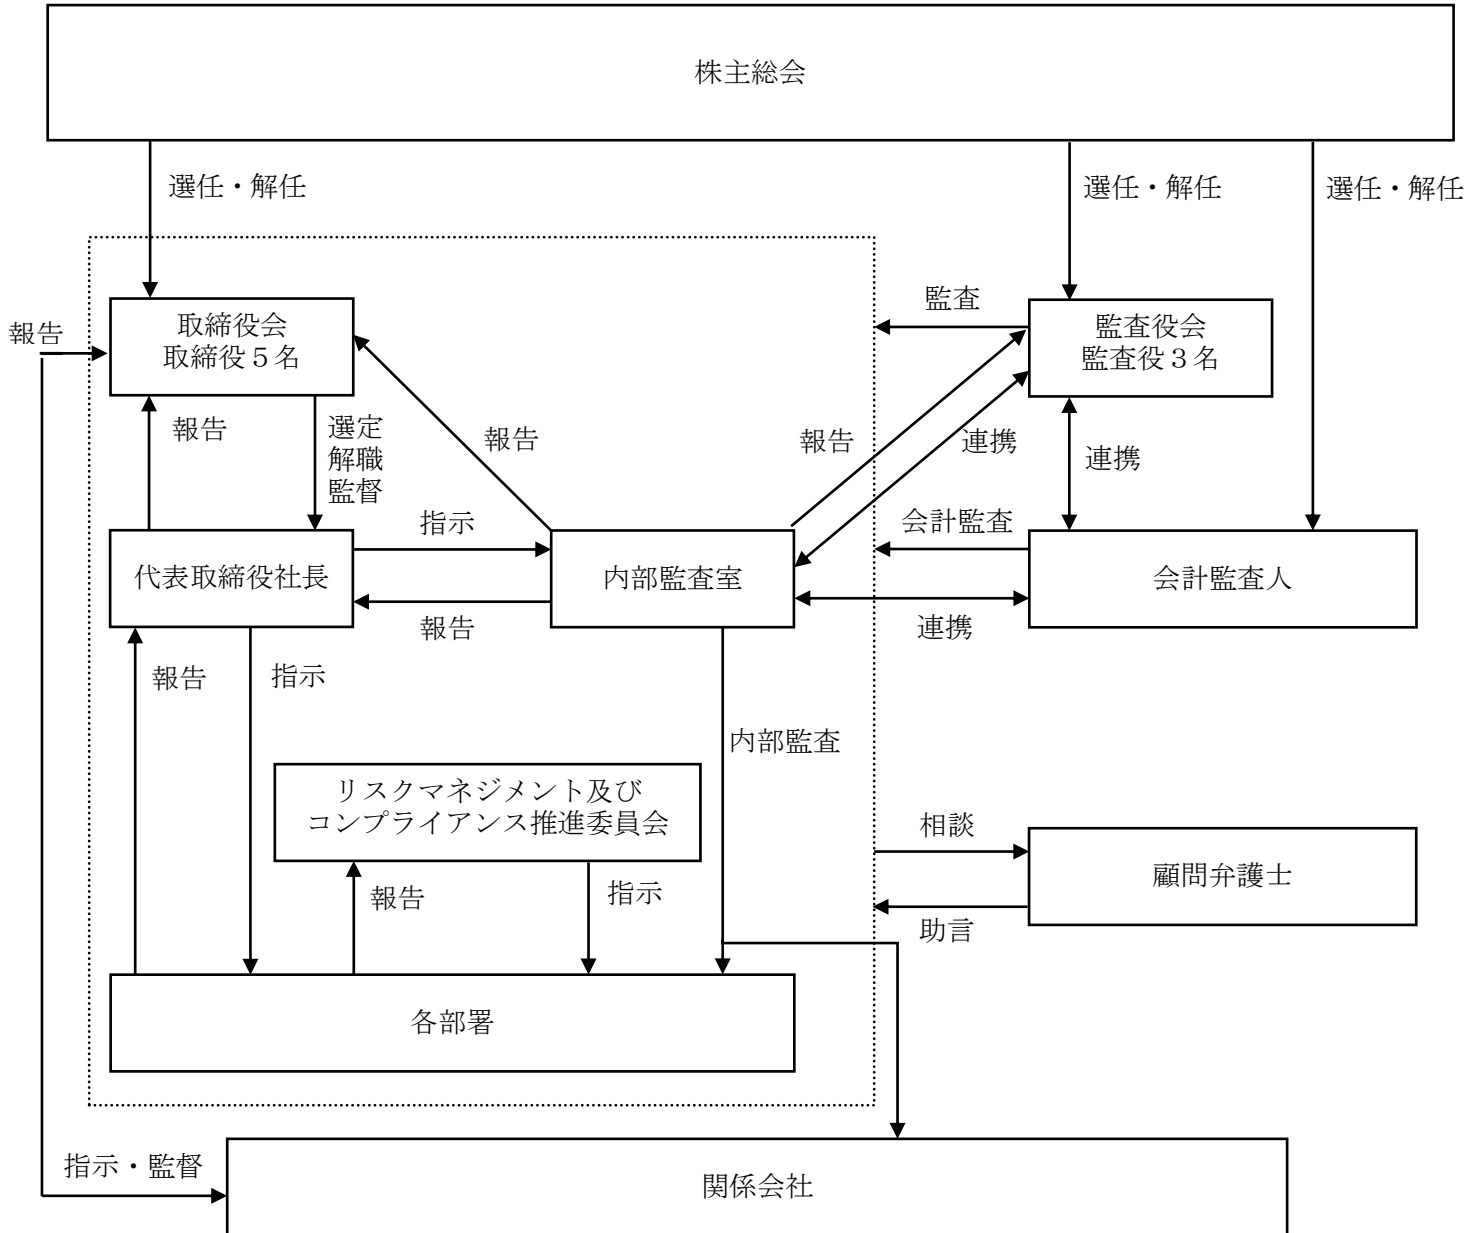 株主総会
選任・解任
選任・解任
選任・解任
報告
取締役会
取締役５名
監査
監査役会
監査役３名
報告
選定
解職
監督
報告
報告
連携
連携
指示
会計監査
代表取締役社長
内部監査室
会計監査人
報告
連携
報告
指示
内部監査
リスクマネジメント及び
コンプライアンス推進委員会
相談
顧問弁護士
報告
指示
助言
各部署
指示・監督
関係会社